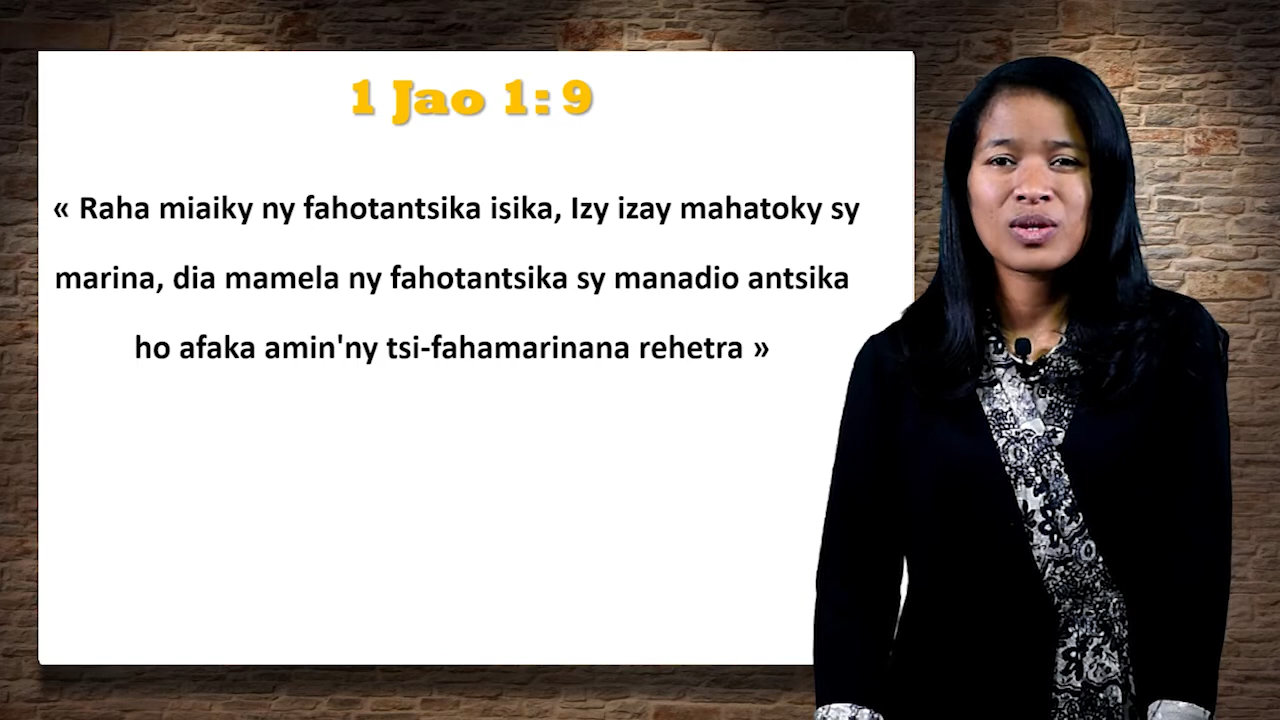 1 Jao 1: 9
« Raha miaiky ny fahotantsika isika, Izy izay mahatoky sy
marina, dia mamela ny fahotantsika sy manadio antsika
ho afaka amin'ny tsi-fahamarinana rehetra »